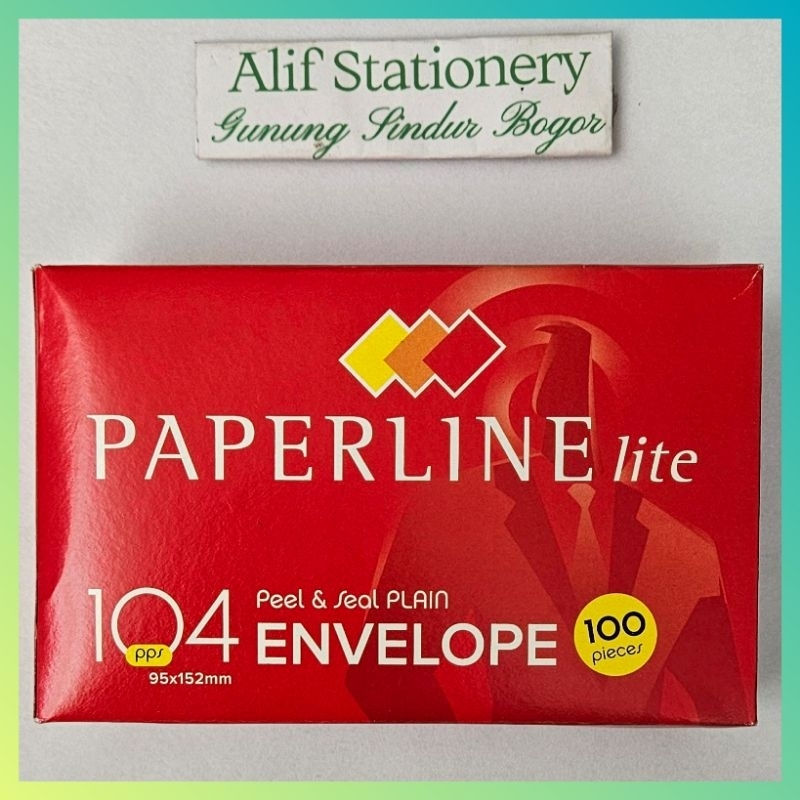 Alif Stationery
Gunung Sindur Bogor
PAPERLINE lite
104
pps
95x152mm
Peel & Seal PLAIN
ENVELOPE
100
pieces